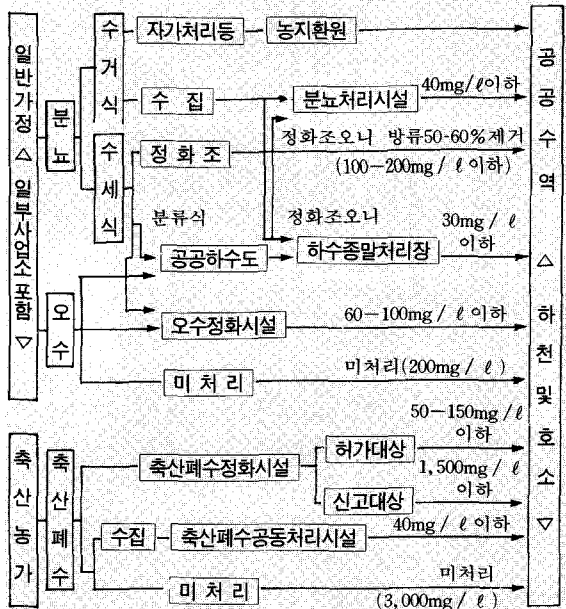 일반가정 △ 일부사업소포함 ▽
분뇨
수거식
자가처리등
농지환원
수 집
분뇨처리시설
40mg/ℓ이하
수세식
정 화 조
정화조오니 방류50-60%제거
(100-200mg / ℓ 이하)
분류식
정화조오니
30mg / ℓ
이하
공공하수도
하수종말처리장
오수
오수정화시설
60-100mg / ℓ 이하
미 처 리
미처리(200mg / ℓ )
공공수역 △ 하천및호소 ▽
축산농가
축산폐수
축산폐수정화시설
허가대상
50-150mg /ℓ
이하
신고대상
1,500mg / ℓ
이하
수집
축산폐수공동처리시설
40mg / ℓ 이하
미 처 리
미처리
(3,000mg / ℓ )